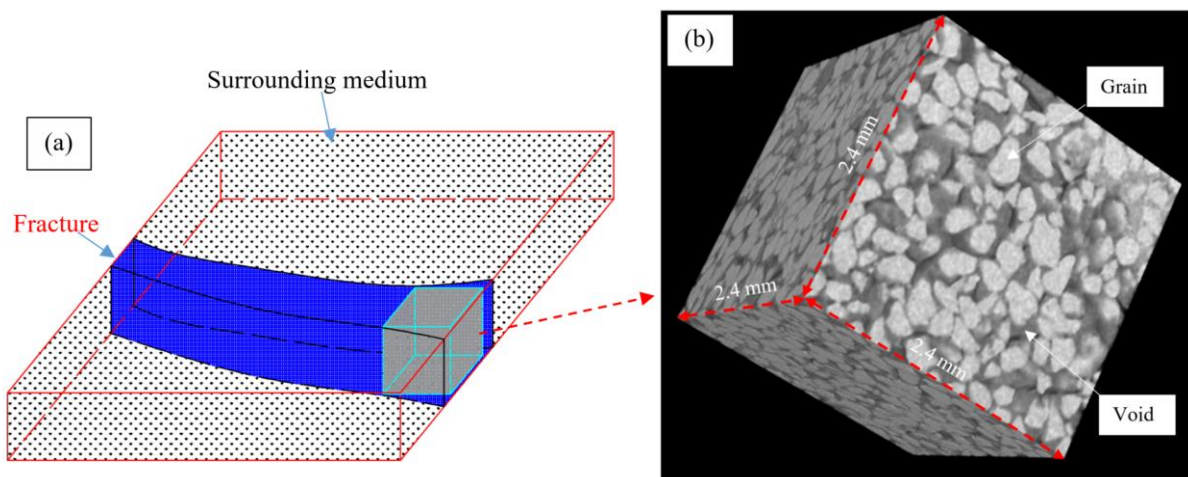 (a)
Surrounding medium
Fracture
(b)
Grain
2.4 mm
2.4 mm
2.4 mm
Void